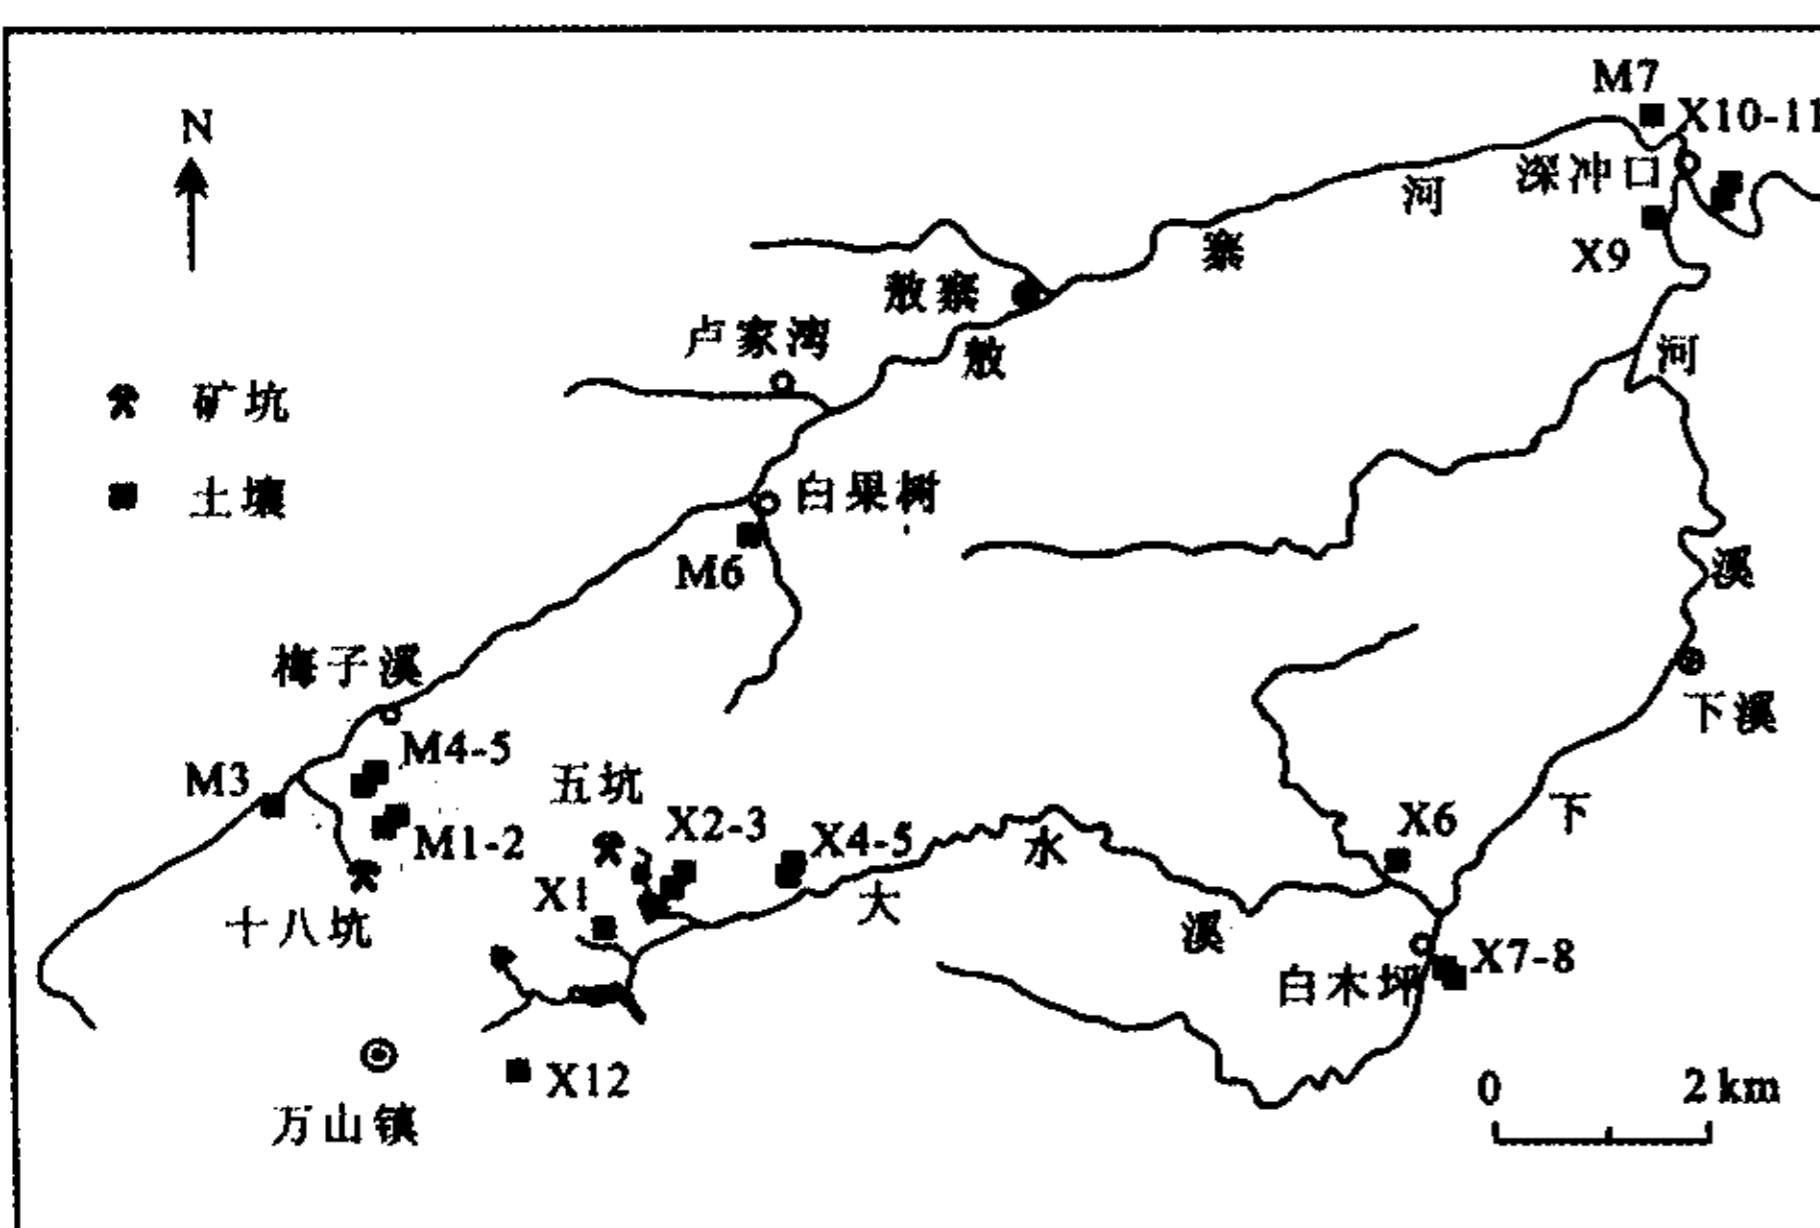 N
M7
X10-11
深冲口
河
寨
X9
敖寨
敖
卢家湾
河
矿坑
土壤
白果树
M6
溪
梅子溪
下溪
M4-5
M3
五坑
下
X2-3
X4-5
X6
M1-2
水
X1
大
十八坑
溪
X7-8
白木坪
X12
0
2 km
万山镇